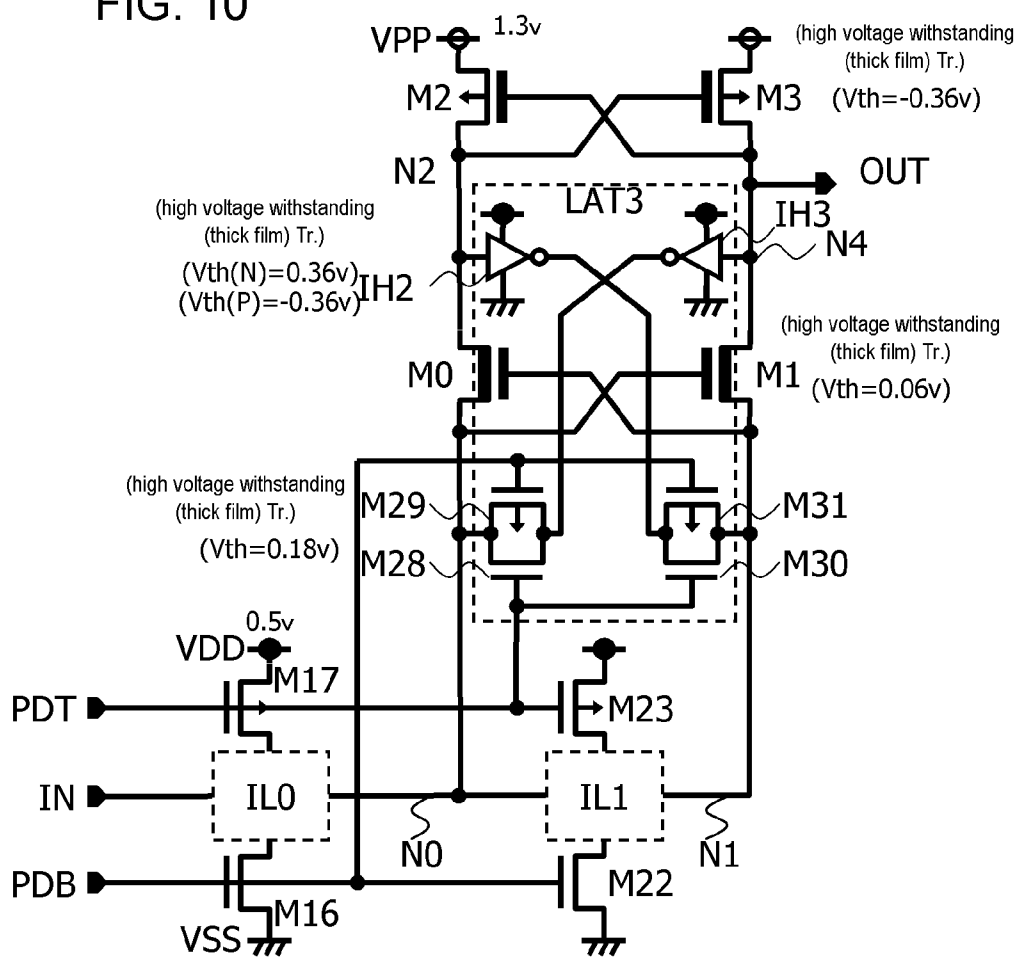 FIG. 10
VPP 1.3v
(high voltage withstanding
(thick film) Tr.)
M2 M3
(Vth=-0.36v)
N2 OUT
LAT3
(high voltage withstanding
(thick film) Tr.)
IH3
N4
(Vth(N)=0.36v)
(Vth(P)=-0.36v)
IH2
(high voltage withstanding
(thick film) Tr.)
M0 M1
(Vth=0.06v)
(high voltage withstanding
(thick film) Tr.)
M29 M31
(Vth=0.18v)
M28 M30
0.5v
VDD
M17
PDT M23
IN IL0 IL1
N0 N1
PDB M22
M16
VSS